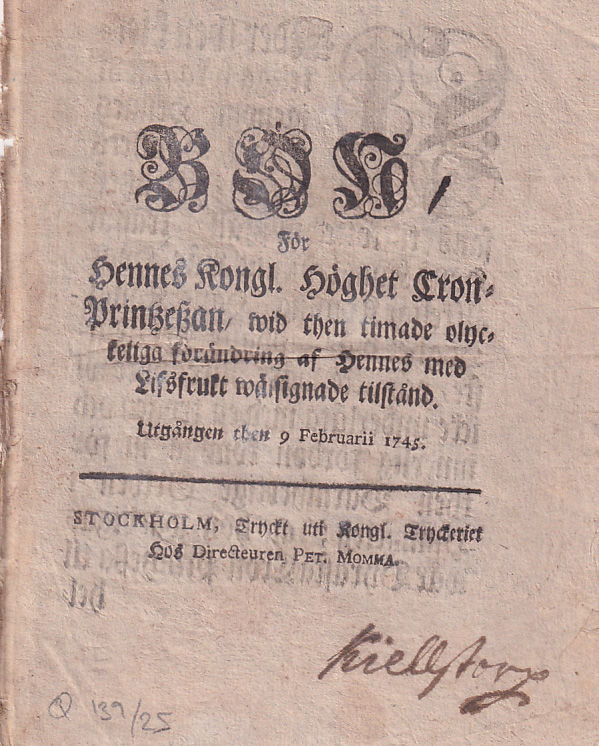 BÖN,
För
Hennes Kongl. Höghet Cron-
Printzeßan, wid then timade olyc-
keliga förändring af Hennes med
Lifsfrukt wälsignade tilstånd.
Utgången then 9 Februarii 1745.
STOCKHOLM, Tryckt uti Kongl. Tryckeriet
Hos Directeuren PET. MOMMA.
Kiellstorp
Q 139/25